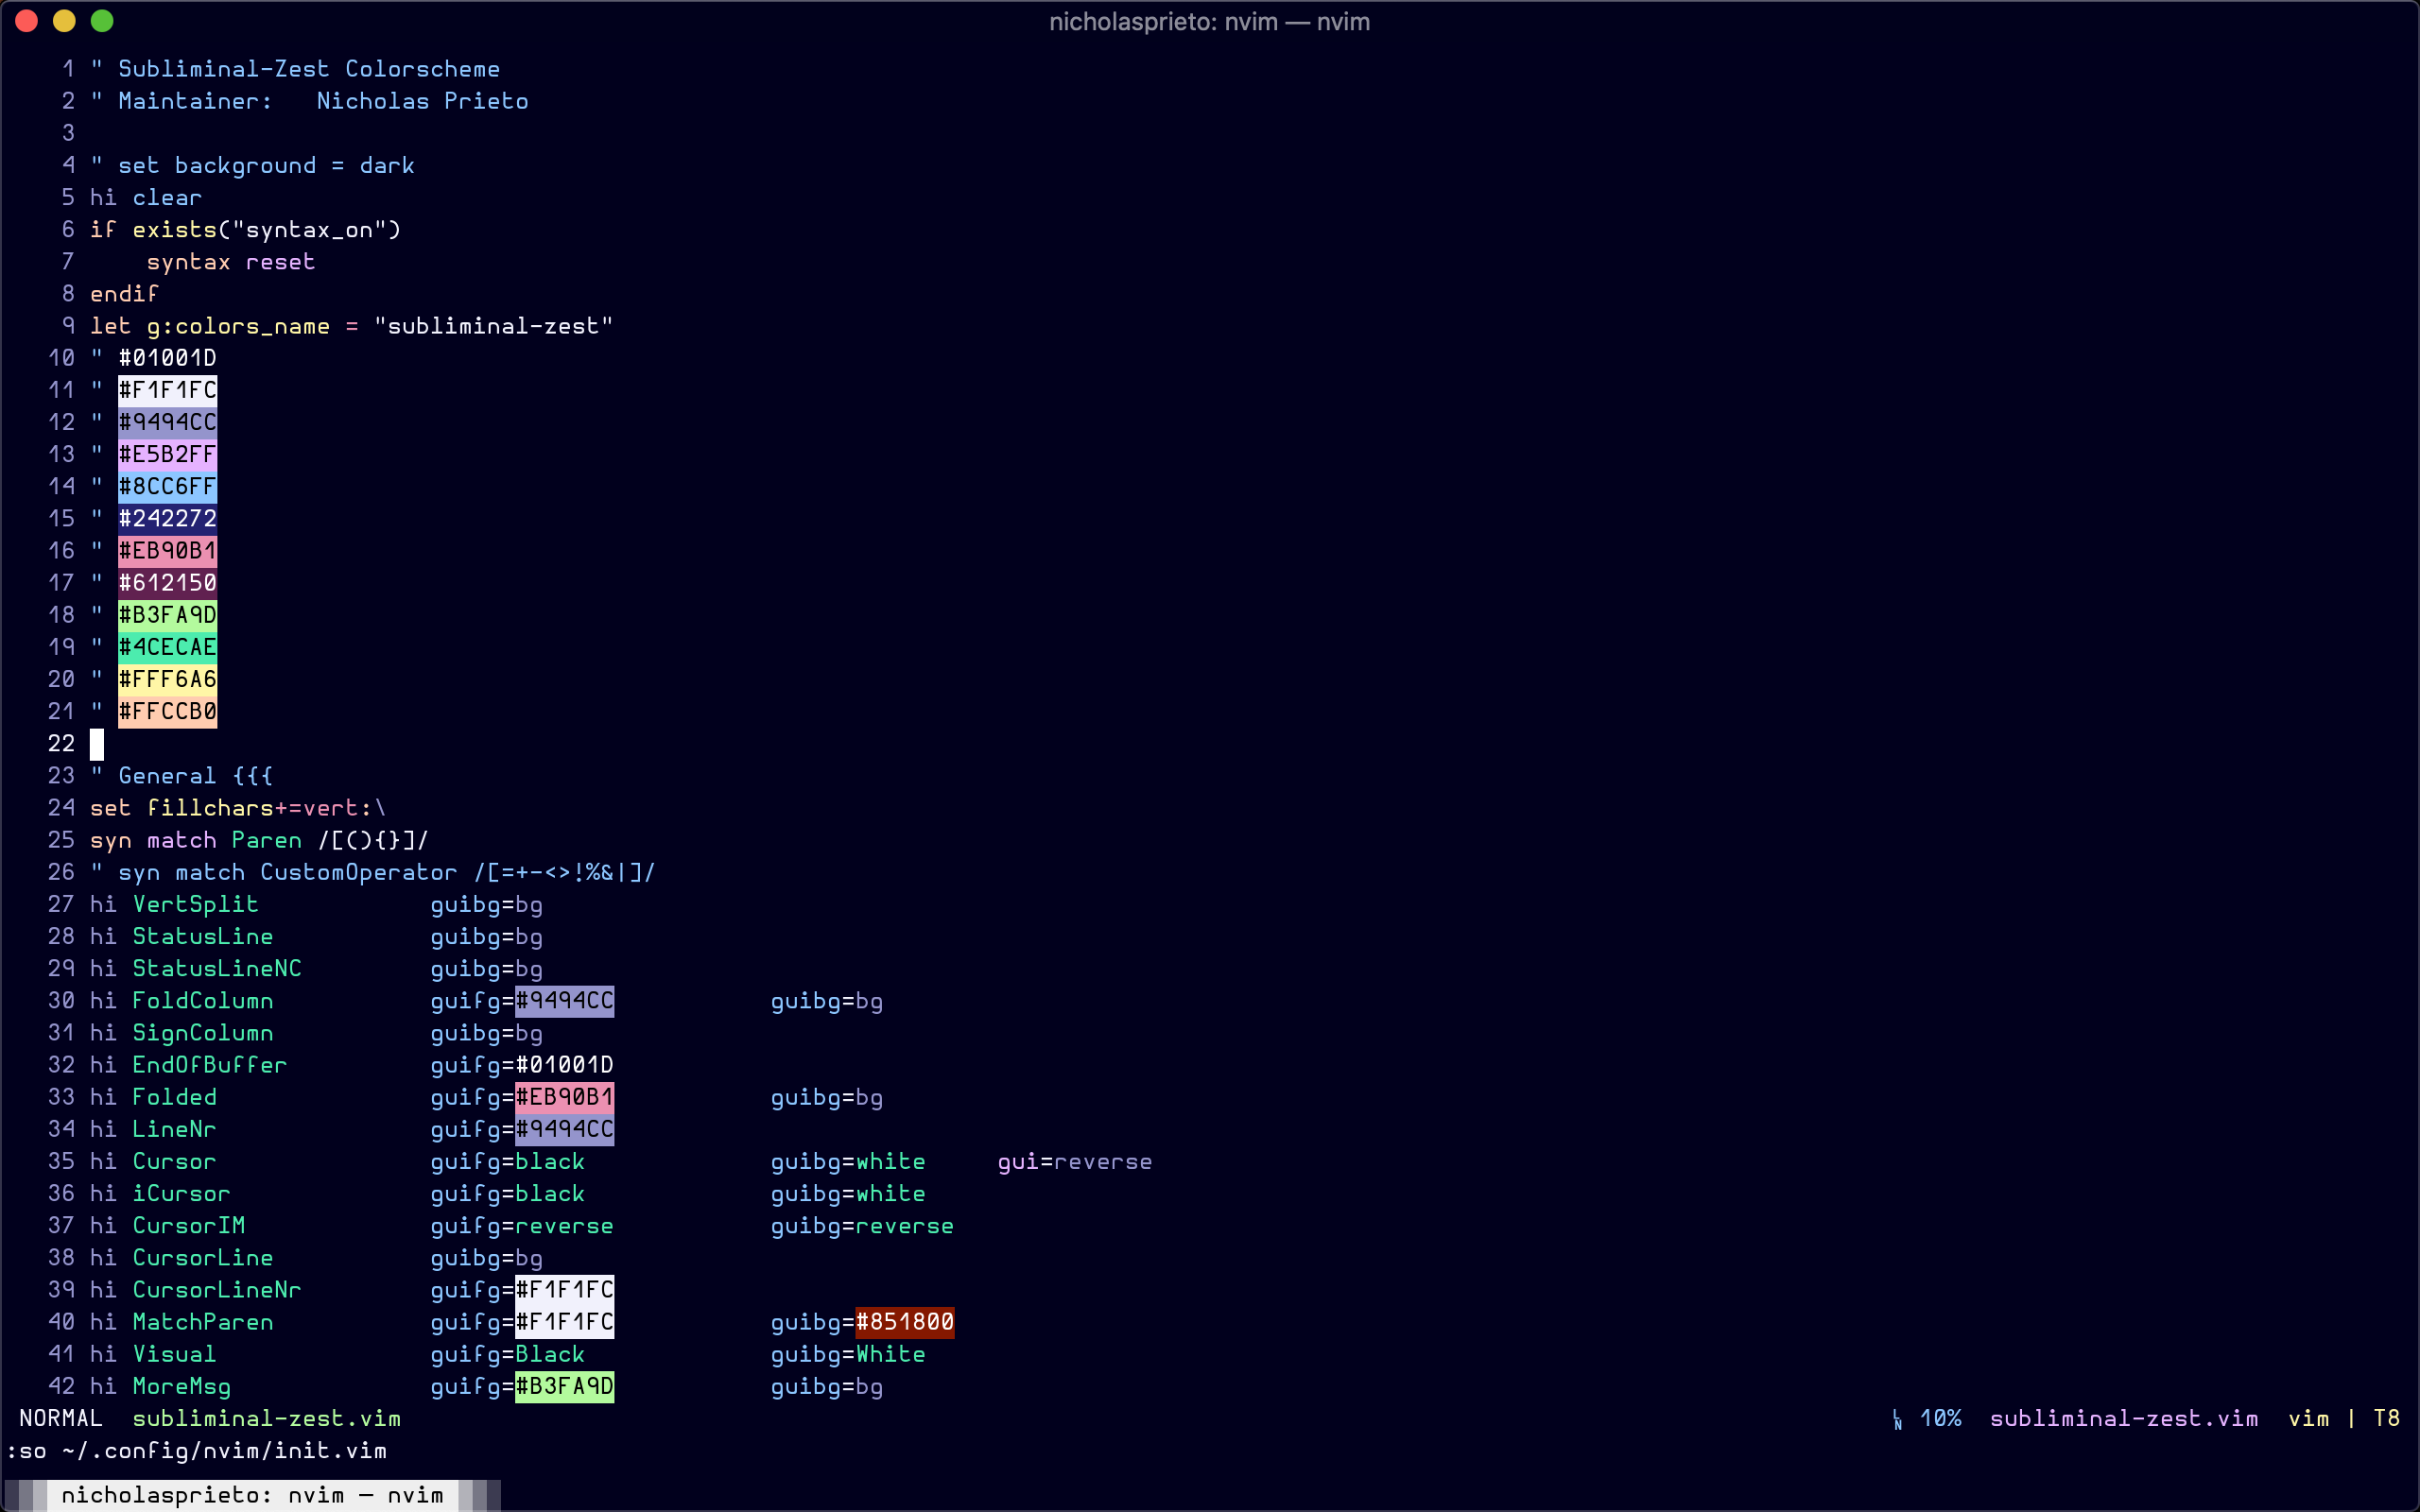 nicholasprieto: nvim — nvim
1 " Subliminal-Zest Colorscheme
2 " Maintainer:   Nicholas Prieto
3
4 " set background = dark
5 hi clear
6 if exists("syntax_on")
7     syntax reset
8 endif
9 let g:colors_name = "subliminal-zest"
10 " #01001D
11 " #F1F1FC
12 " #9494CC
13 " #E5B2FF
14 " #8CC6FF
15 " #242272
16 " #EB90B1
17 " #612150
18 " #B3FA9D
19 " #4CECAE
20 " #FFF6A6
21 " #FFCCB0
22
23 " General {{{
24 set fillchars+=vert:\
25 syn match Paren /[(){}]/
26 " syn match CustomOperator /[=+-<>!%&|]/
27 hi VertSplit            guibg=bg
28 hi StatusLine           guibg=bg
29 hi StatusLineNC         guibg=bg
30 hi FoldColumn           guifg=#9494CC           guibg=bg
31 hi SignColumn           guibg=bg
32 hi EndOfBuffer          guifg=#01001D
33 hi Folded               guifg=#EB90B1           guibg=bg
34 hi LineNr               guifg=#9494CC
35 hi Cursor               guifg=black             guibg=white     gui=reverse
36 hi iCursor              guifg=black             guibg=white
37 hi CursorIM             guifg=reverse           guibg=reverse
38 hi CursorLine           guibg=bg
39 hi CursorLineNr         guifg=#F1F1FC
40 hi MatchParen           guifg=#F1F1FC           guibg=#851800
41 hi Visual               guifg=Black             guibg=White
42 hi MoreMsg              guifg=#B3FA9D           guibg=bg
NORMAL  subliminal-zest.vim  LN 10%  subliminal-zest.vim  vim | T8
:so ~/.config/nvim/init.vim
nicholasprieto: nvim — nvim